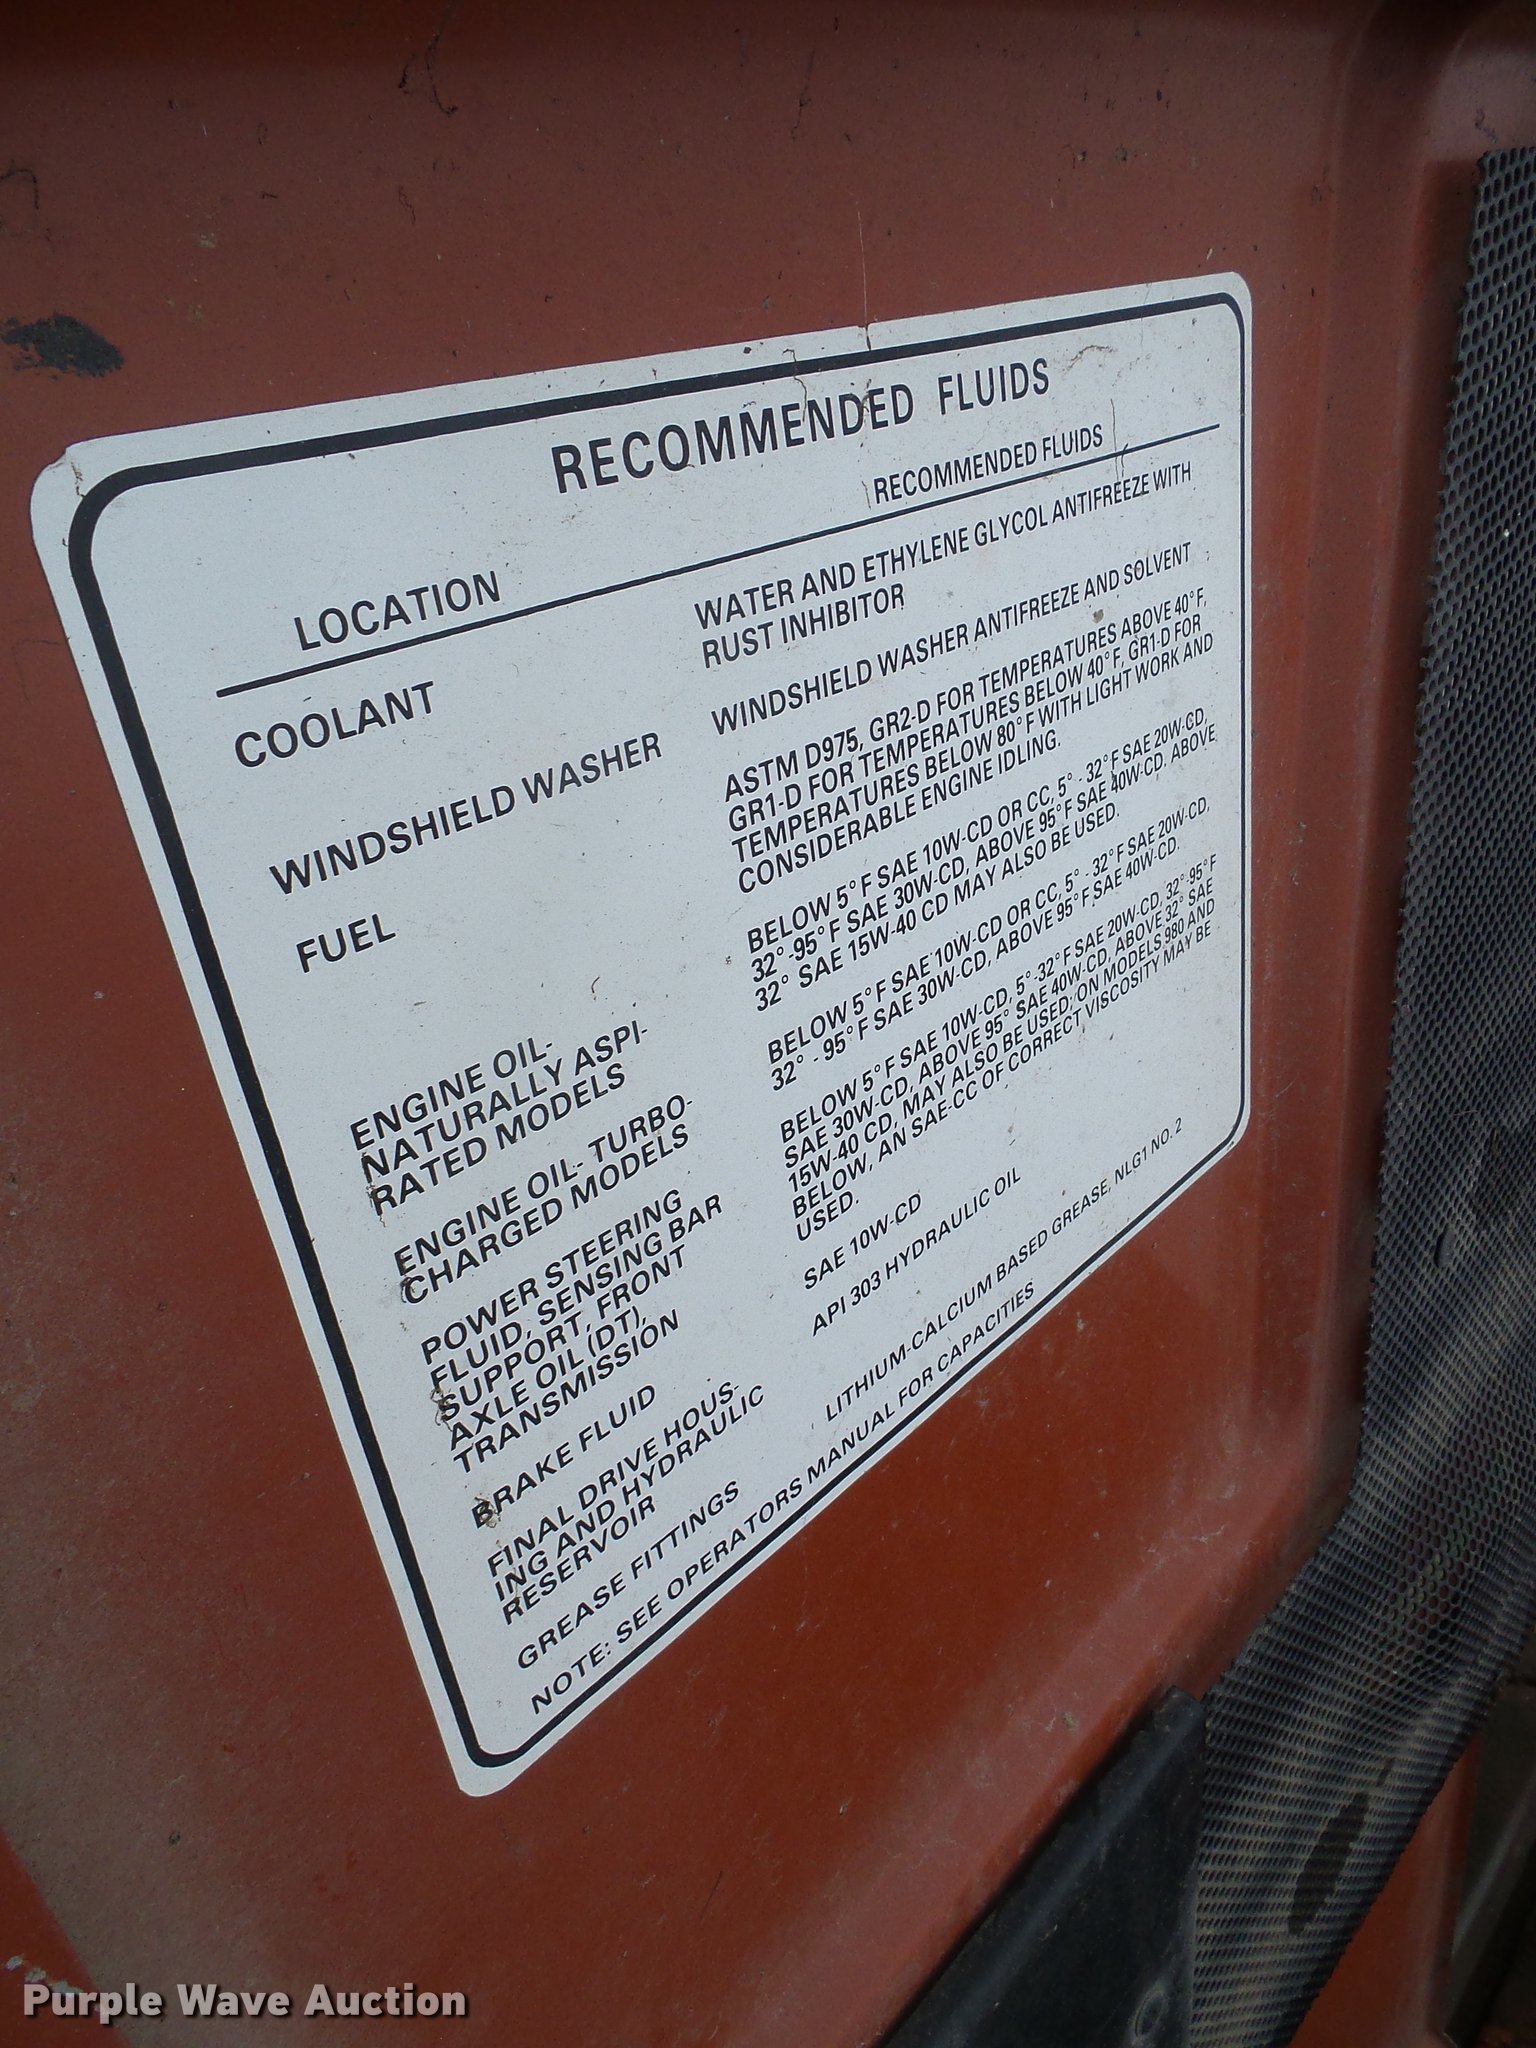 RECOMMENDED FLUIDS
LOCATION
RECOMMENDED FLUIDS
COOLANT
WATER AND ETHYLENE GLYCOL ANTIFREEZE WITH
RUST INHIBITOR
WINDSHIELD WASHER
WINDSHIELD WASHER ANTIFREEZE AND SOLVENT
FUEL
ASTM D975, GR2-D FOR TEMPERATURES ABOVE 40°F,
GR1-D FOR TEMPERATURES BELOW 40°F, GR1-D FOR
TEMPERATURES BELOW 80°F WITH LIGHT WORK AND
CONSIDERABLE ENGINE IDLING.
ENGINE OIL-
NATURALLY ASPI-
RATED MODELS
BELOW 5°F SAE 10W-CD OR CC, 5° - 32°F SAE 20W-CD,
32°-95°F SAE 30W-CD, ABOVE 95°F SAE 40W-CD. ABOVE
32° SAE 15W-40 CD MAY ALSO BE USED.
ENGINE OIL- TURBO-
CHARGED MODELS
BELOW 5°F SAE 10W-CD OR CC, 5° - 32°F SAE 20W-CD,
32° - 95°F SAE 30W-CD, ABOVE 95°F SAE 40W-CD.
POWER STEERING
FLUID, SENSING BAR
SUPPORT, FRONT
AXLE OIL (DT),
TRANSMISSION
BELOW 5°F SAE 10W-CD, 5°-32°F SAE 20W-CD, 32°-95°F
SAE 30W-CD, ABOVE 95° SAE 40W-CD, ABOVE 32° SAE
15W-40 CD, MAY ALSO BE USED; ON MODELS 980 AND
BELOW, AN SAE-CC OF CORRECT VISCOSITY MAY BE
USED.
BRAKE FLUID
SAE 10W-CD
FINAL DRIVE HOUS-
ING AND HYDRAULIC
RESERVOIR
API 303 HYDRAULIC OIL
GREASE FITTINGS
LITHIUM-CALCIUM BASED GREASE, NLG1 NO. 2
NOTE: SEE OPERATORS MANUAL FOR CAPACITIES
Purple Wave Auction